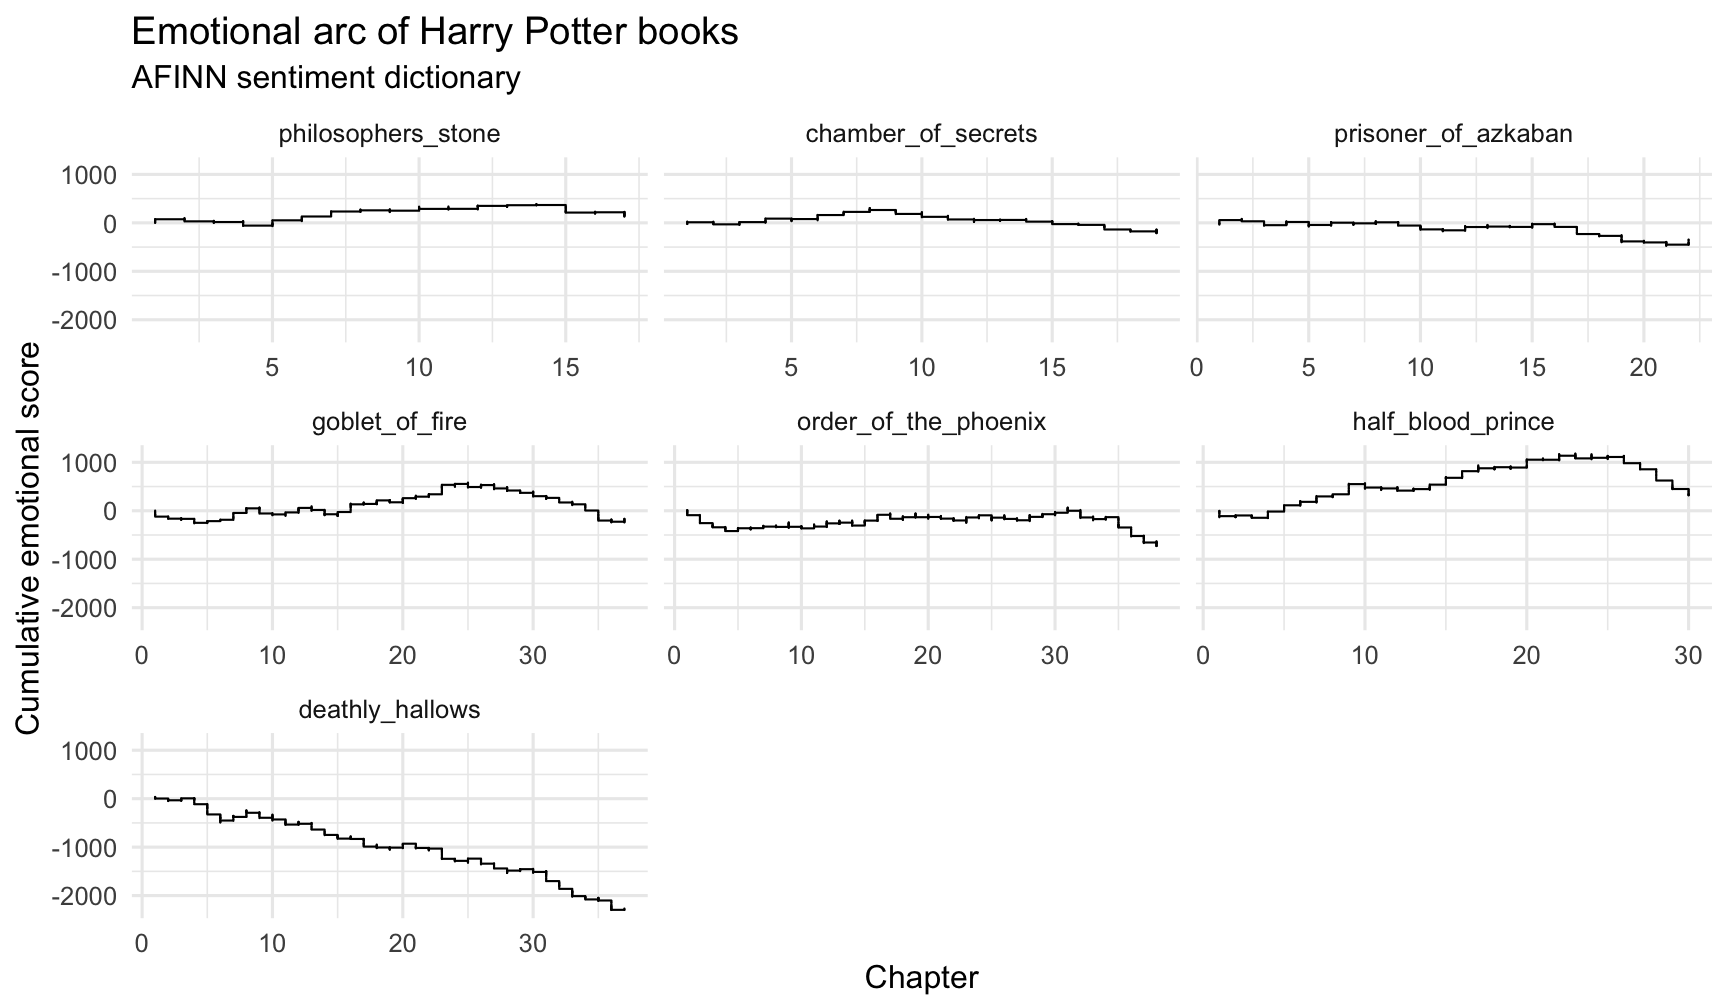 Emotional arc of Harry Potter books
AFINN sentiment dictionary
philosophers_stone
chamber_of_secrets
prisoner_of_azkaban
1000
0
-1000
-2000
5 10 15
5 10 15
0 5 10 15 20
goblet_of_fire
order_of_the_phoenix
half_blood_prince
1000
0
-1000
-2000
0 10 20 30
0 10 20 30
0 10 20 30
deathly_hallows
1000
0
-1000
-2000
0 10 20 30
Cumulative emotional score
Chapter